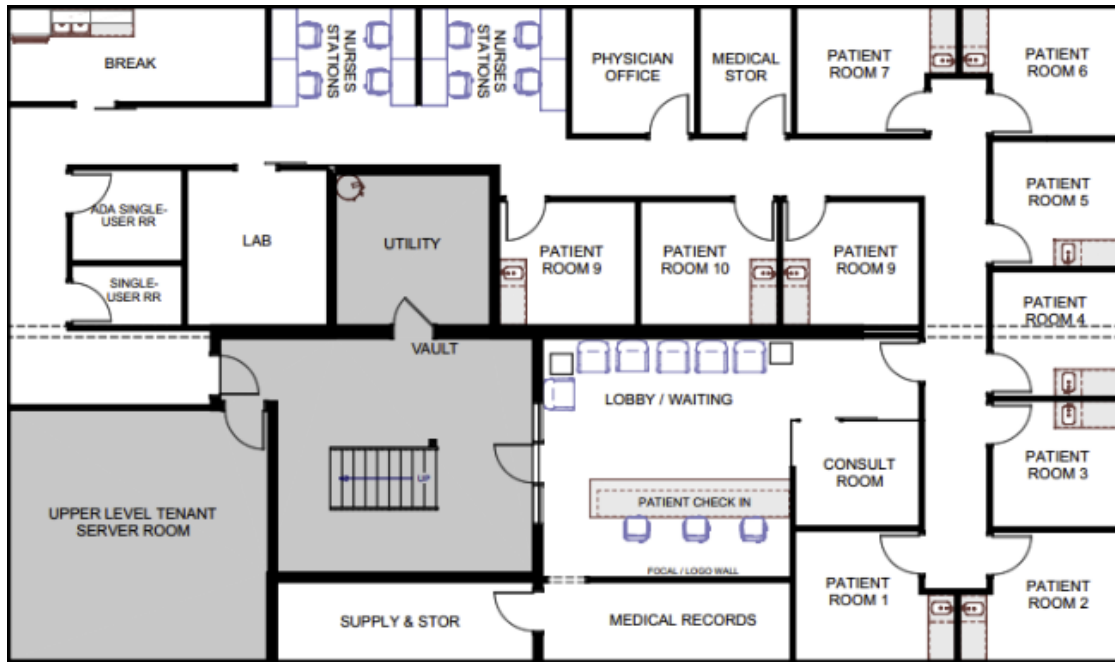 BREAK
NURSES
STATIONS
NURSES
STATIONS
PHYSICIAN
OFFICE
MEDICAL
STOR
PATIENT
ROOM 7
PATIENT
ROOM 6
ADA SINGLE-
USER RR
LAB
UTILITY
PATIENT
ROOM 9
PATIENT
ROOM 10
PATIENT
ROOM 9
PATIENT
ROOM 5
SINGLE-
USER RR
PATIENT
ROOM 4
VAULT
LOBBY / WAITING
UP
CONSULT
ROOM
PATIENT
ROOM 3
UPPER LEVEL TENANT
SERVER ROOM
PATIENT CHECK IN
FOCAL / LOGO WALL
SUPPLY & STOR
MEDICAL RECORDS
PATIENT
ROOM 1
PATIENT
ROOM 2